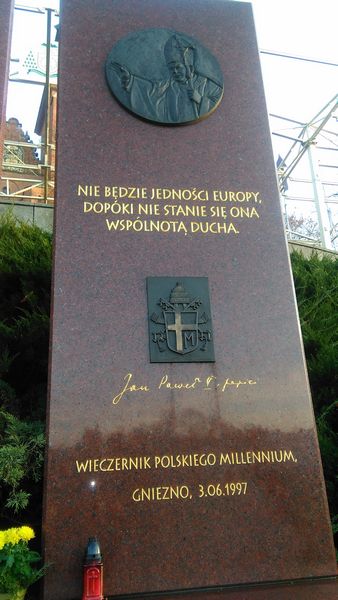 NIE BĘDZIE JEDNOŚCI EUROPY,
DOPÓKI NIE STANIE SIĘ ONA
WSPÓLNOTĄ DUCHA.
M
Jan Paweł II, papież
WIECZERNIK POLSKIEGO MILLENNIUM,
GNIEZNO, 3.06.1997